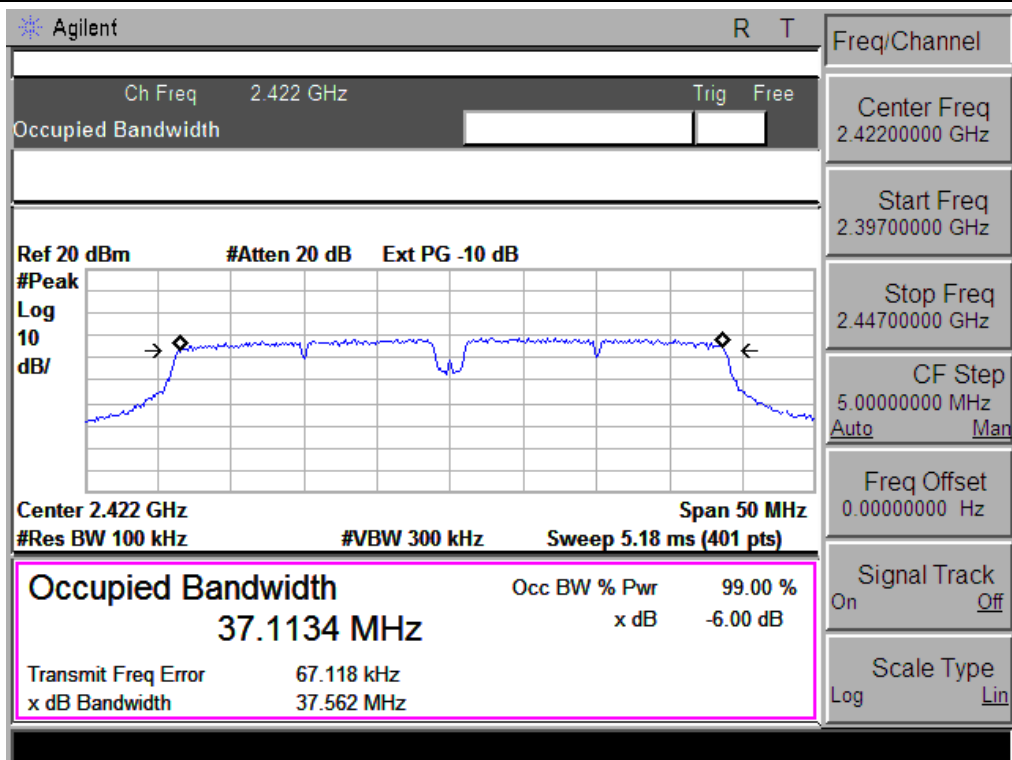 Agilent R T
Ch Freq 2.422 GHz Trig Free
Occupied Bandwidth
Ref 20 dBm #Atten 20 dB Ext PG -10 dB
#Peak
Log
10
dB/
Center 2.422 GHz Span 50 MHz
#Res BW 100 kHz #VBW 300 kHz Sweep 5.18 ms (401 pts)
Occupied Bandwidth Occ BW % Pwr 99.00 %
37.1134 MHz x dB -6.00 dB
Transmit Freq Error 67.118 kHz
x dB Bandwidth 37.562 MHz
Freq/Channel
Center Freq
2.42200000 GHz
Start Freq
2.39700000 GHz
Stop Freq
2.44700000 GHz
CF Step
5.00000000 MHz
Auto Man
Freq Offset
0.00000000 Hz
Signal Track
On Off
Scale Type
Log Lin